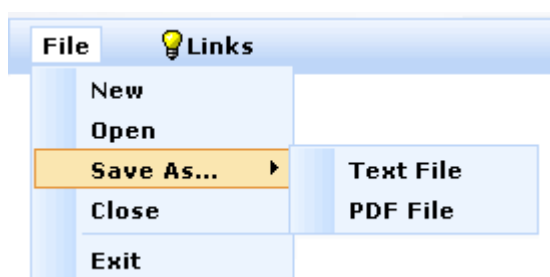 File Links
New
Open
Save As... Text File
Close PDF File
Exit